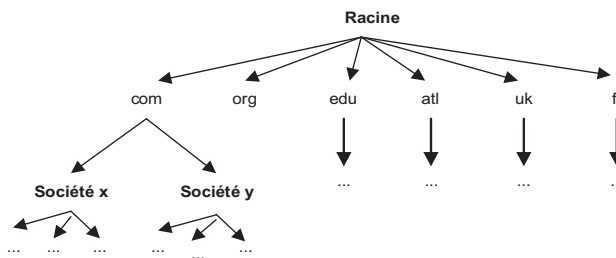 Racine
com org edu atl uk f
... ... ... ...
Société x Société y
... ... ... ... ... ...